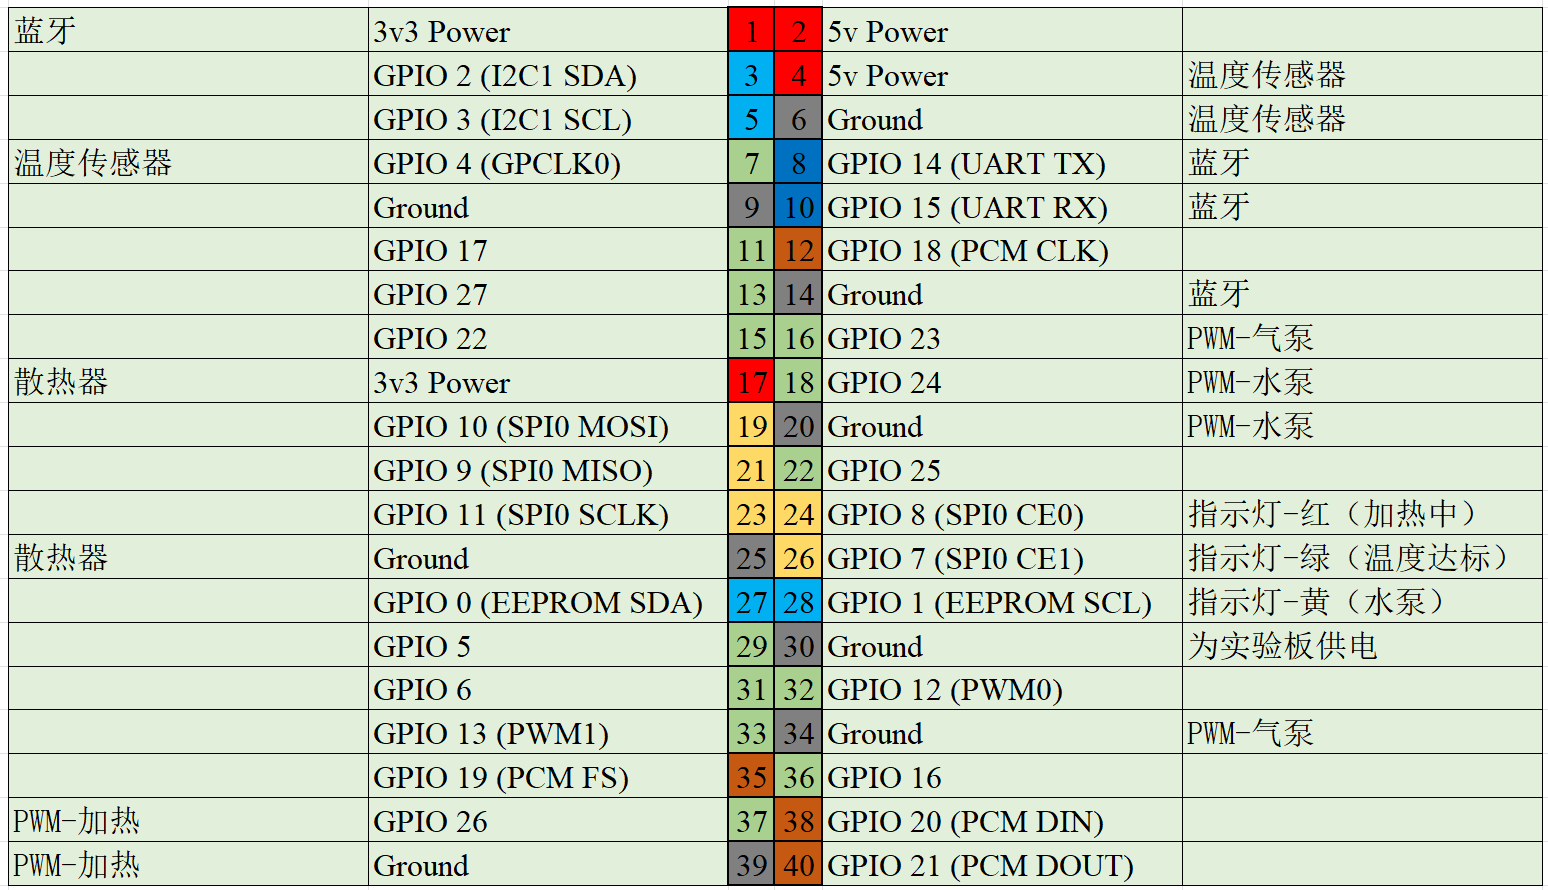 蓝牙 3v3 Power 1 2 5v Power
GPIO 2 (I2C1 SDA) 3 4 5v Power 温度传感器
GPIO 3 (I2C1 SCL) 5 6 Ground 温度传感器
温度传感器 GPIO 4 (GPCLK0) 7 8 GPIO 14 (UART TX) 蓝牙
Ground 9 10 GPIO 15 (UART RX) 蓝牙
GPIO 17 11 12 GPIO 18 (PCM CLK)
GPIO 27 13 14 Ground 蓝牙
GPIO 22 15 16 GPIO 23 PWM-气泵
散热器 3v3 Power 17 18 GPIO 24 PWM-水泵
GPIO 10 (SPI0 MOSI) 19 20 Ground PWM-水泵
GPIO 9 (SPI0 MISO) 21 22 GPIO 25
GPIO 11 (SPI0 SCLK) 23 24 GPIO 8 (SPI0 CE0) 指示灯-红（加热中）
散热器 Ground 25 26 GPIO 7 (SPI0 CE1) 指示灯-绿（温度达标）
GPIO 0 (EEPROM SDA) 27 28 GPIO 1 (EEPROM SCL) 指示灯-黄（水泵）
GPIO 5 29 30 Ground 为实验板供电
GPIO 6 31 32 GPIO 12 (PWM0)
GPIO 13 (PWM1) 33 34 Ground PWM-气泵
GPIO 19 (PCM FS) 35 36 GPIO 16
PWM-加热 GPIO 26 37 38 GPIO 20 (PCM DIN)
PWM-加热 Ground 39 40 GPIO 21 (PCM DOUT)